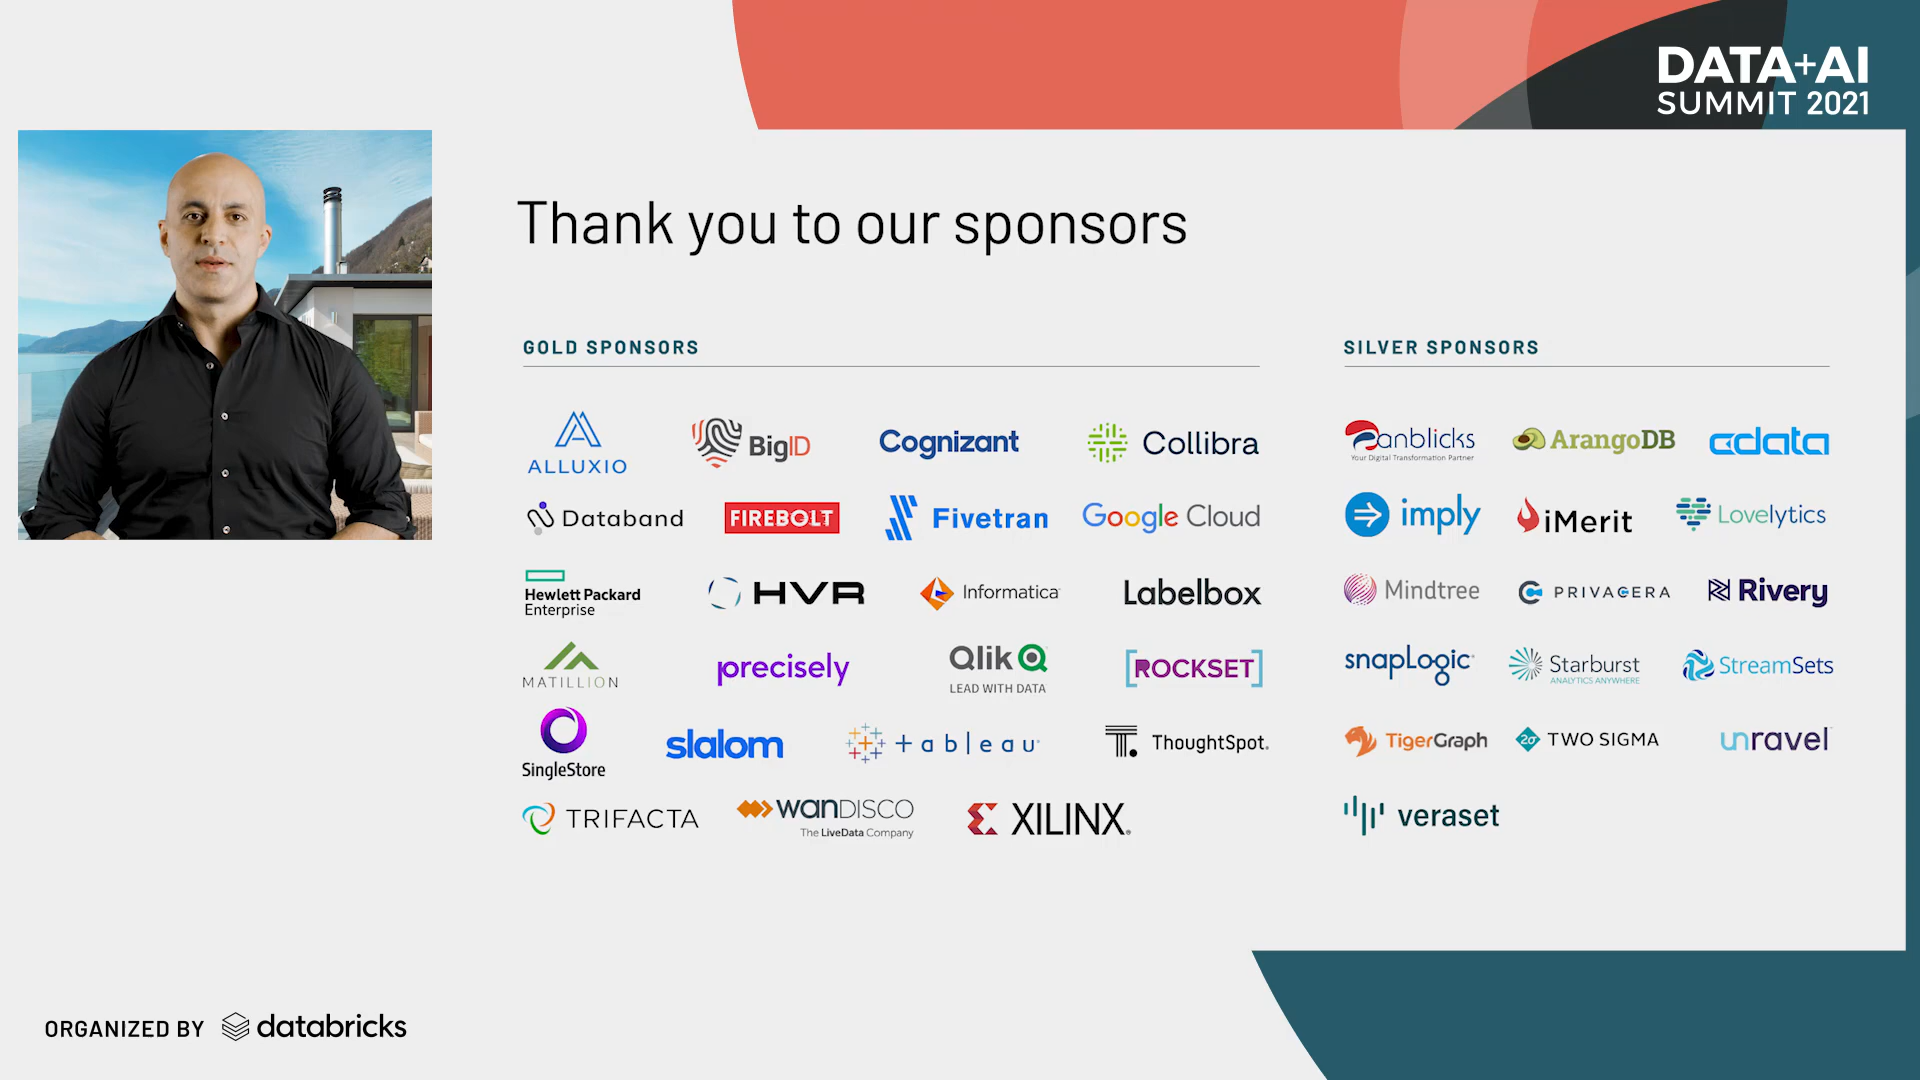 DATA+AI
SUMMIT 2021
Thank you to our sponsors
GOLD SPONSORS
ALLUXIO
BigID
Cognizant
Collibra
Databand
FIREBOLT
Fivetran
Google Cloud
Hewlett Packard
Enterprise
HVR
Informatica
Labelbox
MATILLION
precisely
Qlik
LEAD WITH DATA
ROCKSET
SingleStore
slalom
+ableau
ThoughtSpot.
TRIFACTA
WANDISCO
The LiveData Company
XILINX
SILVER SPONSORS
anblicks
Your Digital Transformation Partner
ArangoDB
cdata
imply
iMerit
Lovelytics
Mindtree
PRIVACERA
Rivery
snapLogic
Starburst
ANALYTICS ANYWHERE
StreamSets
TigerGraph
2σ TWO SIGMA
unravel
veraset
ORGANIZED BY databricks